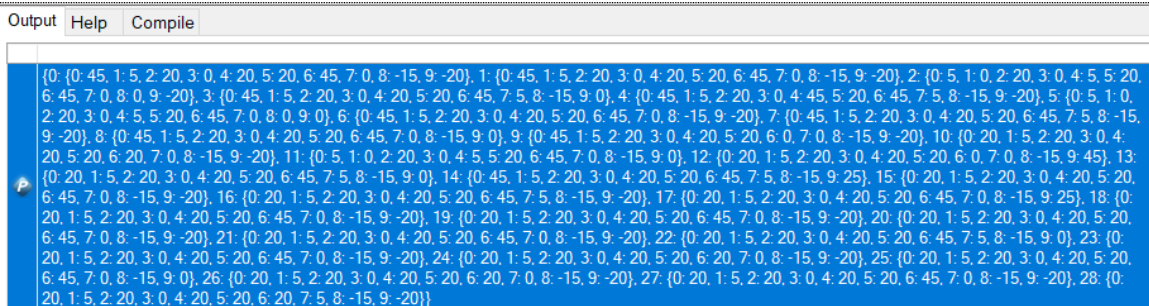 Output Help Compile
{0: {0: 45, 1: 5, 2: 20, 3: 0, 4: 20, 5: 20, 6: 45, 7: 0, 8: -15, 9: -20}, 1: {0: 45, 1: 5, 2: 20, 3: 0, 4: 20, 5: 20, 6: 45, 7: 0, 8: -15, 9: -20}, 2: {0: 5, 1: 0, 2: 20, 3: 0, 4: 5, 5: 20,
6: 45, 7: 0, 8: 0, 9: -20}, 3: {0: 45, 1: 5, 2: 20, 3: 0, 4: 20, 5: 20, 6: 45, 7: 5, 8: -15, 9: 0}, 4: {0: 45, 1: 5, 2: 20, 3: 0, 4: 45, 5: 20, 6: 45, 7: 5, 8: -15, 9: -20}, 5: {0: 5, 1: 0,
2: 20, 3: 0, 4: 5, 5: 20, 6: 45, 7: 0, 8: 0, 9: 0}, 6: {0: 45, 1: 5, 2: 20, 3: 0, 4: 20, 5: 20, 6: 45, 7: 0, 8: -15, 9: -20}, 7: {0: 45, 1: 5, 2: 20, 3: 0, 4: 20, 5: 20, 6: 45, 7: 5, 8: -15,
9: -20}, 8: {0: 45, 1: 5, 2: 20, 3: 0, 4: 20, 5: 20, 6: 45, 7: 0, 8: -15, 9: 0}, 9: {0: 45, 1: 5, 2: 20, 3: 0, 4: 20, 5: 20, 6: 0, 7: 0, 8: -15, 9: -20}, 10: {0: 20, 1: 5, 2: 20, 3: 0, 4:
20, 5: 20, 6: 20, 7: 0, 8: -15, 9: -20}, 11: {0: 5, 1: 0, 2: 20, 3: 0, 4: 5, 5: 20, 6: 45, 7: 0, 8: -15, 9: 0}, 12: {0: 20, 1: 5, 2: 20, 3: 0, 4: 20, 5: 20, 6: 0, 7: 0, 8: -15, 9: 45}, 13:
{0: 20, 1: 5, 2: 20, 3: 0, 4: 20, 5: 20, 6: 45, 7: 5, 8: -15, 9: 0}, 14: {0: 45, 1: 5, 2: 20, 3: 0, 4: 20, 5: 20, 6: 45, 7: 5, 8: -15, 9: 25}, 15: {0: 20, 1: 5, 2: 20, 3: 0, 4: 20, 5: 20,
6: 45, 7: 0, 8: -15, 9: -20}, 16: {0: 20, 1: 5, 2: 20, 3: 0, 4: 20, 5: 20, 6: 45, 7: 5, 8: -15, 9: -20}, 17: {0: 20, 1: 5, 2: 20, 3: 0, 4: 20, 5: 20, 6: 45, 7: 0, 8: -15, 9: 25}, 18: {0:
20, 1: 5, 2: 20, 3: 0, 4: 20, 5: 20, 6: 45, 7: 0, 8: -15, 9: -20}, 19: {0: 20, 1: 5, 2: 20, 3: 0, 4: 20, 5: 20, 6: 45, 7: 0, 8: -15, 9: -20}, 20: {0: 20, 1: 5, 2: 20, 3: 0, 4: 20, 5: 20,
6: 45, 7: 0, 8: -15, 9: -20}, 21: {0: 20, 1: 5, 2: 20, 3: 0, 4: 20, 5: 20, 6: 45, 7: 0, 8: -15, 9: -20}, 22: {0: 20, 1: 5, 2: 20, 3: 0, 4: 20, 5: 20, 6: 45, 7: 5, 8: -15, 9: 0}, 23: {0:
20, 1: 5, 2: 20, 3: 0, 4: 20, 5: 20, 6: 45, 7: 0, 8: -15, 9: -20}, 24: {0: 20, 1: 5, 2: 20, 3: 0, 4: 20, 5: 20, 6: 20, 7: 0, 8: -15, 9: -20}, 25: {0: 20, 1: 5, 2: 20, 3: 0, 4: 20, 5: 20,
6: 45, 7: 0, 8: -15, 9: 0}, 26: {0: 20, 1: 5, 2: 20, 3: 0, 4: 20, 5: 20, 6: 20, 7: 0, 8: -15, 9: -20}, 27: {0: 20, 1: 5, 2: 20, 3: 0, 4: 20, 5: 20, 6: 45, 7: 0, 8: -15, 9: -20}, 28: {0:
20, 1: 5, 2: 20, 3: 0, 4: 20, 5: 20, 6: 20, 7: 5, 8: -15, 9: -20}}